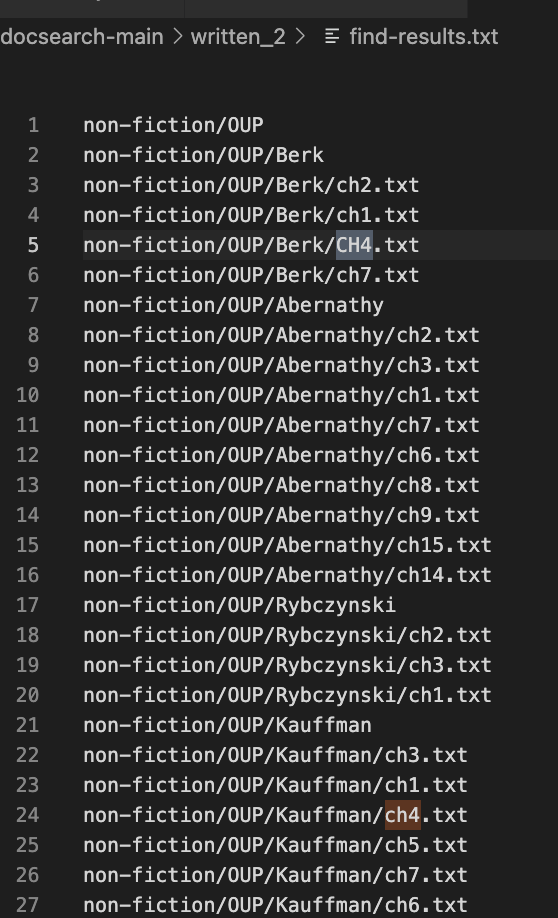 docsearch-main > written_2 > find-results.txt
1 non-fiction/OUP
2 non-fiction/OUP/Berk
3 non-fiction/OUP/Berk/ch2.txt
4 non-fiction/OUP/Berk/ch1.txt
5 non-fiction/OUP/Berk/CH4.txt
6 non-fiction/OUP/Berk/ch7.txt
7 non-fiction/OUP/Abernathy
8 non-fiction/OUP/Abernathy/ch2.txt
9 non-fiction/OUP/Abernathy/ch3.txt
10 non-fiction/OUP/Abernathy/ch1.txt
11 non-fiction/OUP/Abernathy/ch7.txt
12 non-fiction/OUP/Abernathy/ch6.txt
13 non-fiction/OUP/Abernathy/ch8.txt
14 non-fiction/OUP/Abernathy/ch9.txt
15 non-fiction/OUP/Abernathy/ch15.txt
16 non-fiction/OUP/Abernathy/ch14.txt
17 non-fiction/OUP/Rybczynski
18 non-fiction/OUP/Rybczynski/ch2.txt
19 non-fiction/OUP/Rybczynski/ch3.txt
20 non-fiction/OUP/Rybczynski/ch1.txt
21 non-fiction/OUP/Kauffman
22 non-fiction/OUP/Kauffman/ch3.txt
23 non-fiction/OUP/Kauffman/ch1.txt
24 non-fiction/OUP/Kauffman/ch4.txt
25 non-fiction/OUP/Kauffman/ch5.txt
26 non-fiction/OUP/Kauffman/ch7.txt
27 non-fiction/OUP/Kauffman/ch6.txt